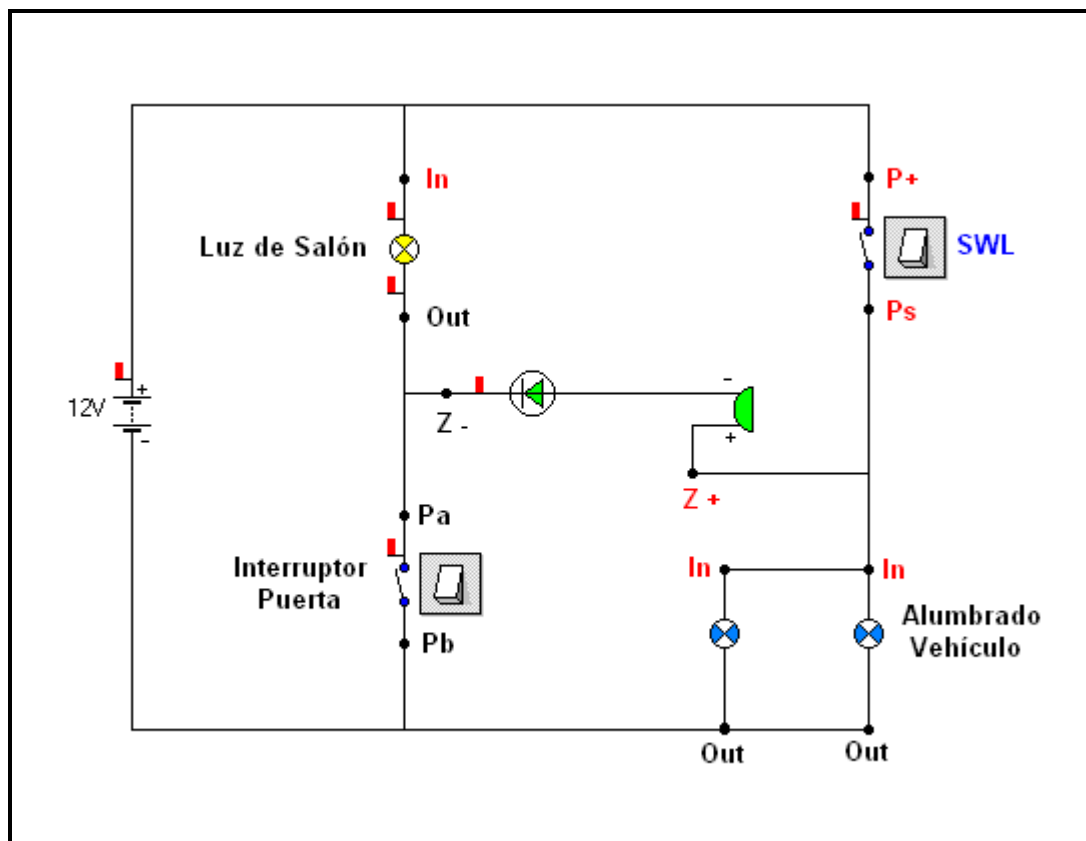 In
P+
Luz de Salón
SWL
Out
Ps
+
12V
-
Z -
-
+
Z +
Pa
Interruptor
Puerta
In
In
Pb
Alumbrado
Vehículo
Out
Out